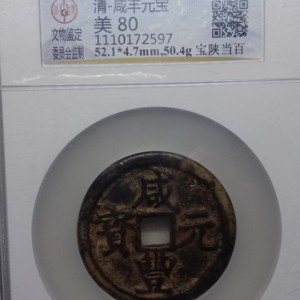 清-咸丰元宝
美 80
1110172597
52.1*4.7mm,50.4g 宝陕当百
文物鉴定
委员会监制
咸
寶 元
豐